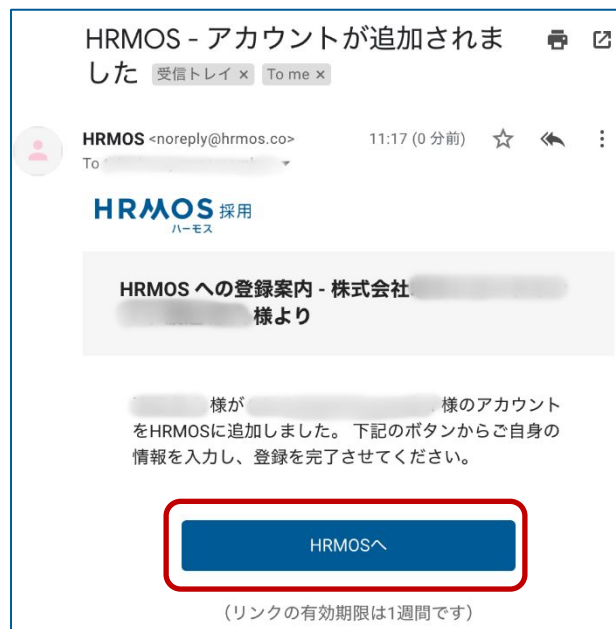 HRMOS - アカウントが追加されま
した 受信トレイ × To me ×
HRMOS <noreply@hrmos.co> 11:17 (0 分前)
To
HRMOS 採用
ハーモス
HRMOS への登録案内 - 株式会社
様より
様が 様のアカウント
をHRMOSに追加しました。 下記のボタンからご自身の
情報を入力し、登録を完了させてください。
HRMOSへ
（リンクの有効期限は1週間です）